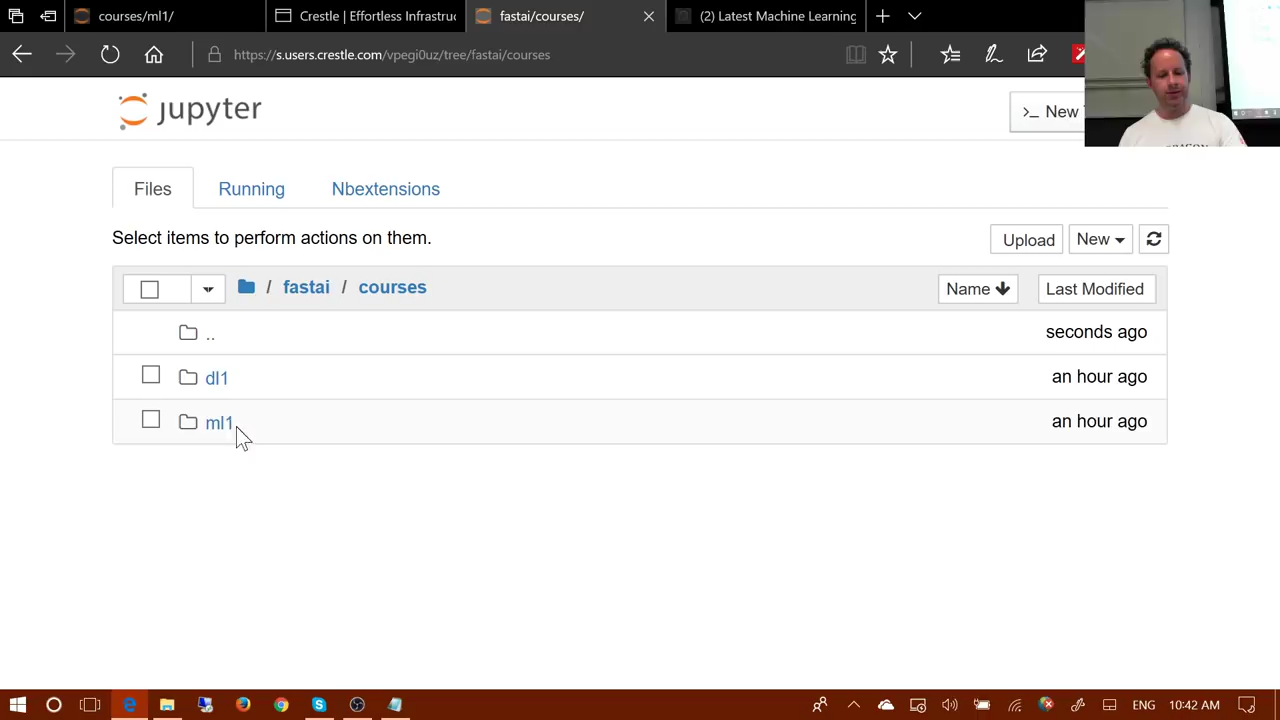 courses/ml1/
Crestle | Effortless Infrastruc
fastai/courses/
(2) Latest Machine Learning
https://s.users.crestle.com/vpegi0uz/tree/fastai/courses
jupyter
>_ New
Files
Running
Nbextensions
Select items to perform actions on them.
Upload
New
/ fastai / courses
Name
Last Modified
..
seconds ago
dl1
an hour ago
ml1
an hour ago
ENG
10:42 AM